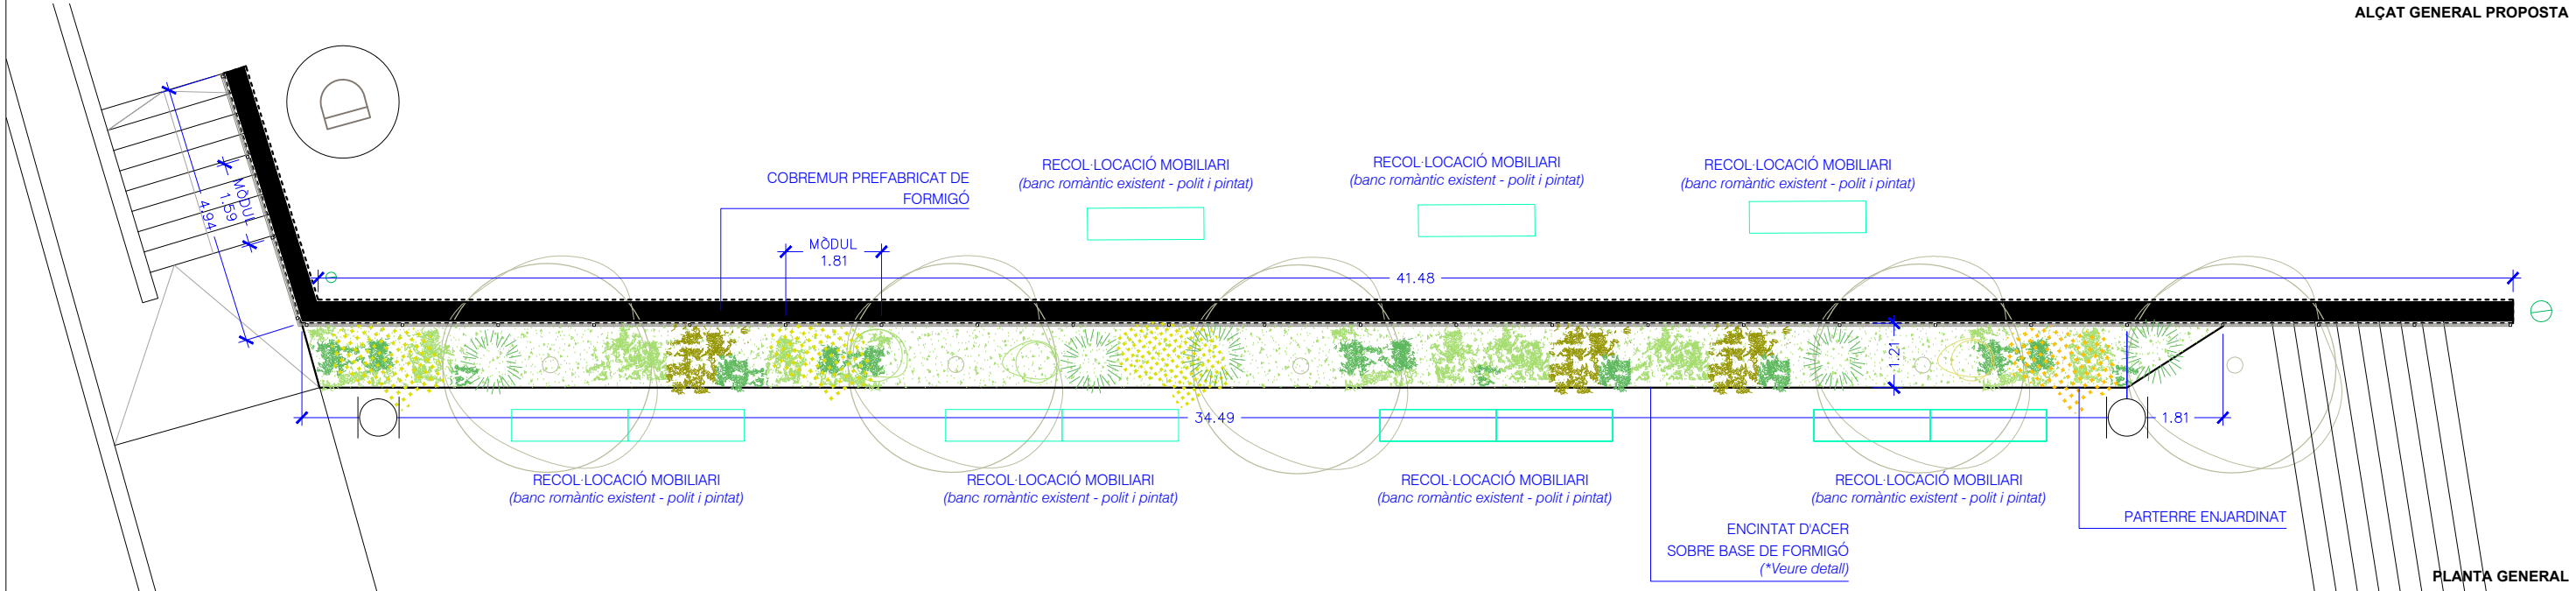 ALÇAT GENERAL PROPOSTA
RECOL·LOCACIÓ MOBILIARI
(banc romàntic existent - polit i pintat)
RECOL·LOCACIÓ MOBILIARI
(banc romàntic existent - polit i pintat)
RECOL·LOCACIÓ MOBILIARI
(banc romàntic existent - polit i pintat)
COBREMUR PREFABRICAT DE
FORMIGÓ
MÒDUL
1.59
4.94
MÒDUL
1.81
41.48
1.21
34.49
1.81
RECOL·LOCACIÓ MOBILIARI
(banc romàntic existent - polit i pintat)
RECOL·LOCACIÓ MOBILIARI
(banc romàntic existent - polit i pintat)
RECOL·LOCACIÓ MOBILIARI
(banc romàntic existent - polit i pintat)
RECOL·LOCACIÓ MOBILIARI
(banc romàntic existent - polit i pintat)
ENCINTAT D'ACER
SOBRE BASE DE FORMIGÓ
(*Veure detall)
PARTERRE ENJARDINAT
PLANTA GENERAL